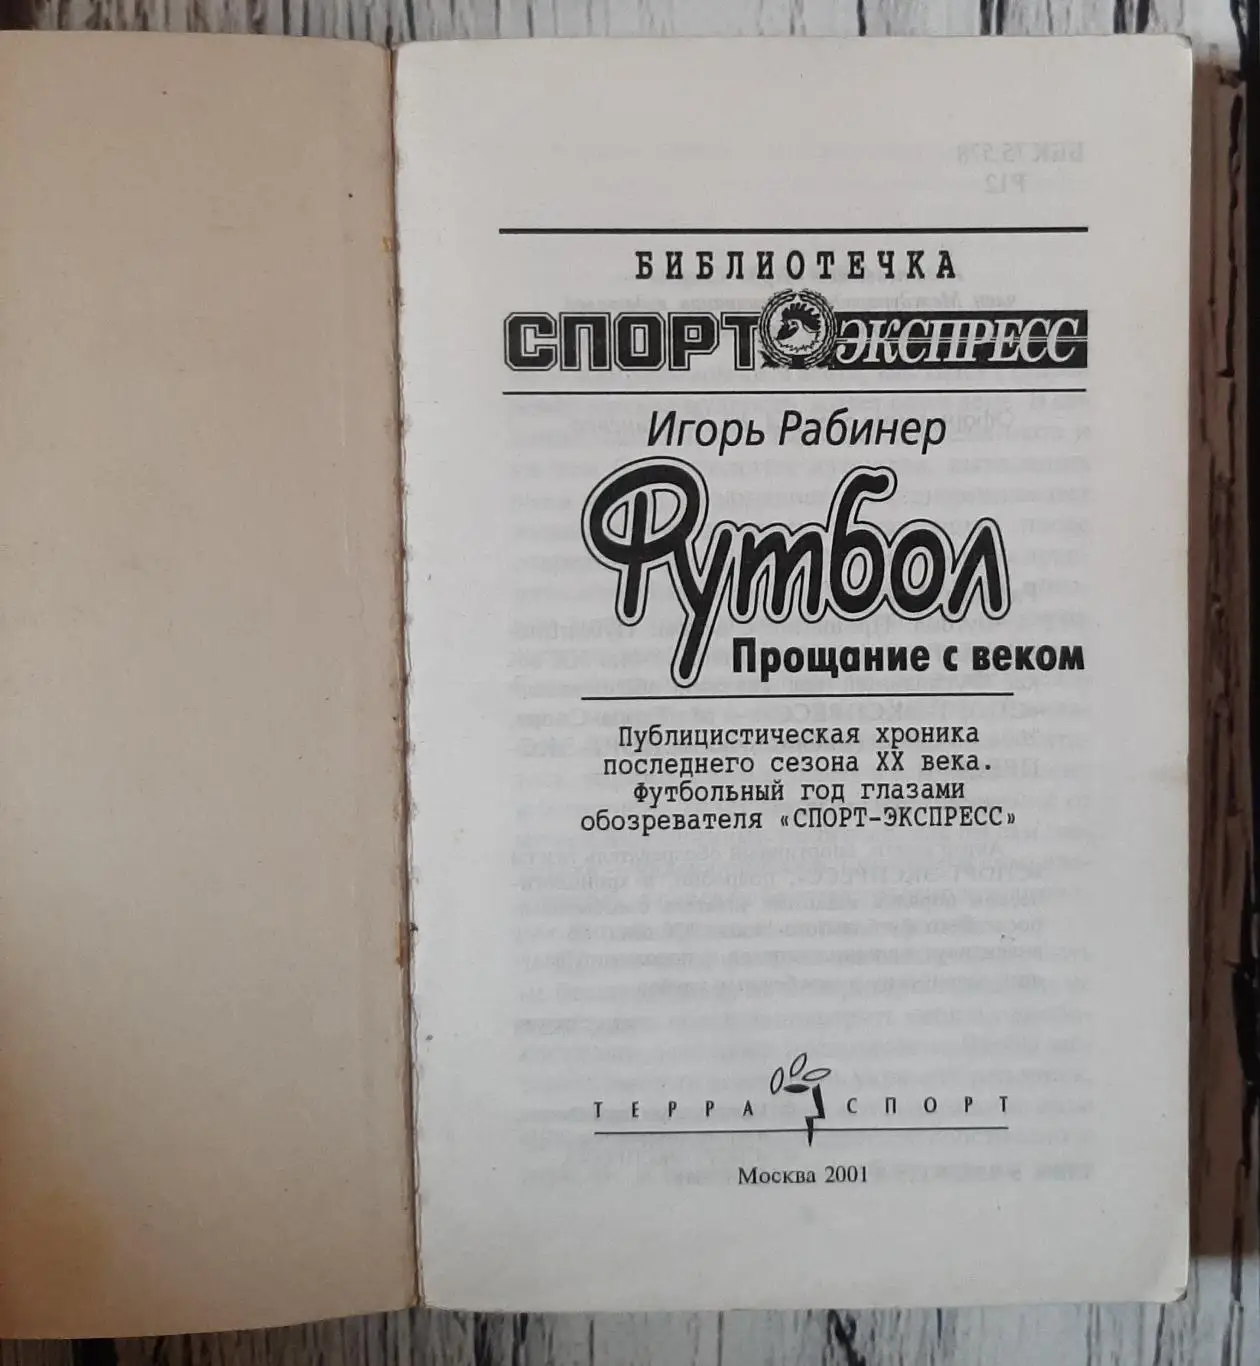 БИБЛИОТЕЧКА
СПОРТ ЭКСПРЕСС
Игорь Рабинер
Футбол
Прощание с веком
Публицистическая хроника
последнего сезона XX века.
Футбольный год глазами
обозревателя «СПОРТ-ЭКСПРЕСС»
ТЕРРА СПОРТ
Москва 2001